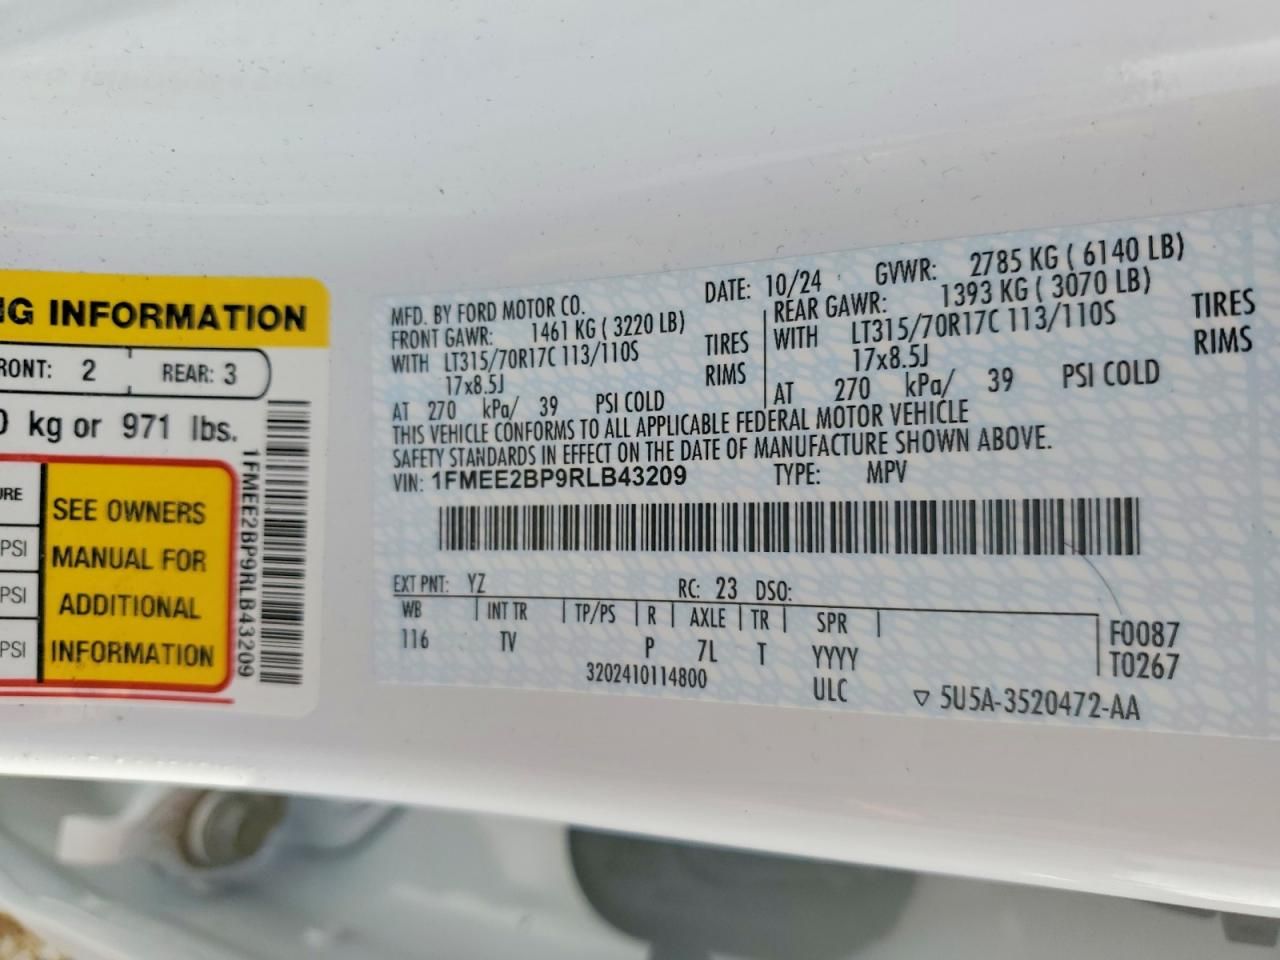 NG INFORMATION
RONT: 2 REAR: 3
0 kg or 971 lbs.
URE
PSI
PSI
PSI
SEE OWNERS
MANUAL FOR
ADDITIONAL
INFORMATION
1FMEE2BP9RLB43209
MFD. BY FORD MOTOR CO. DATE: 10/24 GVWR: 2785 KG ( 6140 LB)
FRONT GAWR: 1461 KG ( 3220 LB) REAR GAWR: 1393 KG ( 3070 LB)
WITH LT315/70R17C 113/110S TIRES WITH LT315/70R17C 113/110S TIRES
17x8.5J RIMS 17x8.5J RIMS
AT 270 kPa/ 39 PSI COLD AT 270 kPa/ 39 PSI COLD
THIS VEHICLE CONFORMS TO ALL APPLICABLE FEDERAL MOTOR VEHICLE
SAFETY STANDARDS IN EFFECT ON THE DATE OF MANUFACTURE SHOWN ABOVE.
VIN: 1FMEE2BP9RLB43209 TYPE: MPV
EXT PNT: YZ RC: 23 DSO:
WB INT TR TP/PS R AXLE TR SPR
116 TV P 7L T YYYY
F0087
T0267
3202410114800 ULC
5U5A-3520472-AA